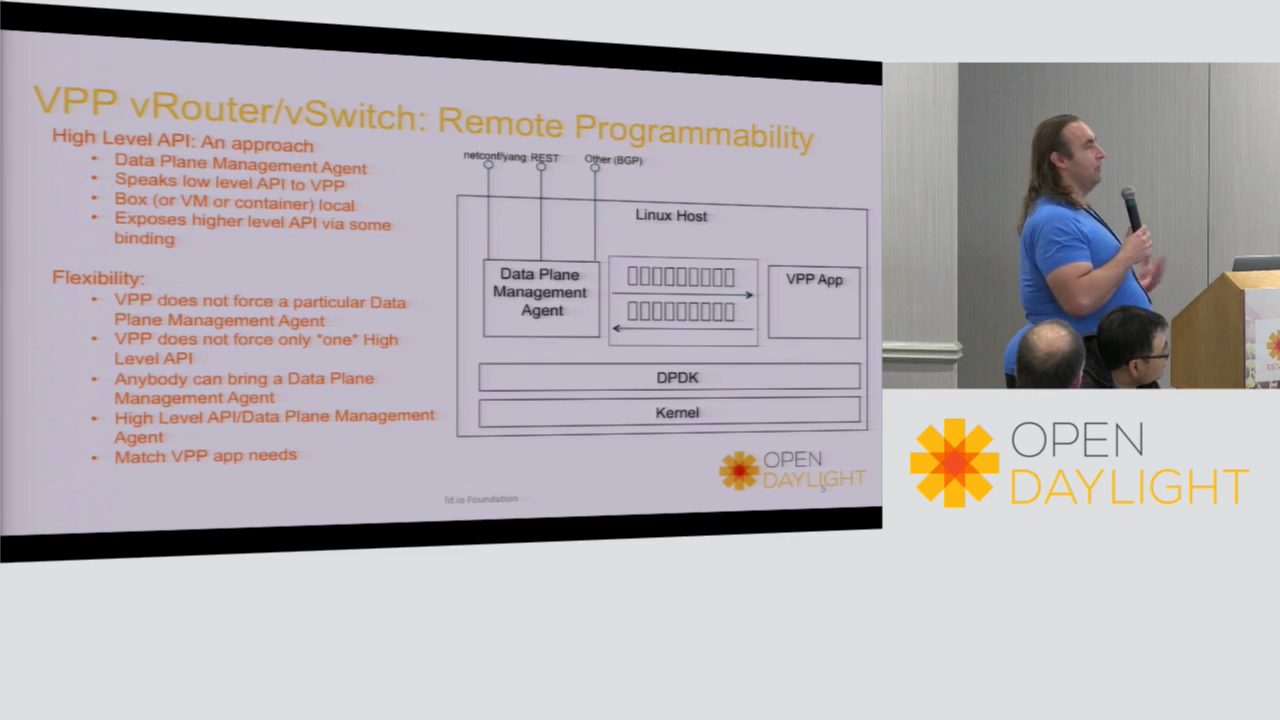 VPP vRouter/vSwitch: Remote Programmability
High Level API: An approach
• Data Plane Management Agent
• Speaks low level API to VPP
• Box (or VM or container) local
• Exposes higher level API via some
binding
Flexibility:
• VPP does not force a particular Data
Plane Management Agent
• VPP does not force only *one* High
Level API
• Anybody can bring a Data Plane
Management Agent
• High Level API/Data Plane Management
Agent
• Match VPP app needs
netconf/yang REST Other (BGP)
Linux Host
Data Plane
Management
Agent
VPP App
DPDK
Kernel
fd.io Foundation
OPEN
DAYLIGHT
5
OPEN
DAYLIGHT